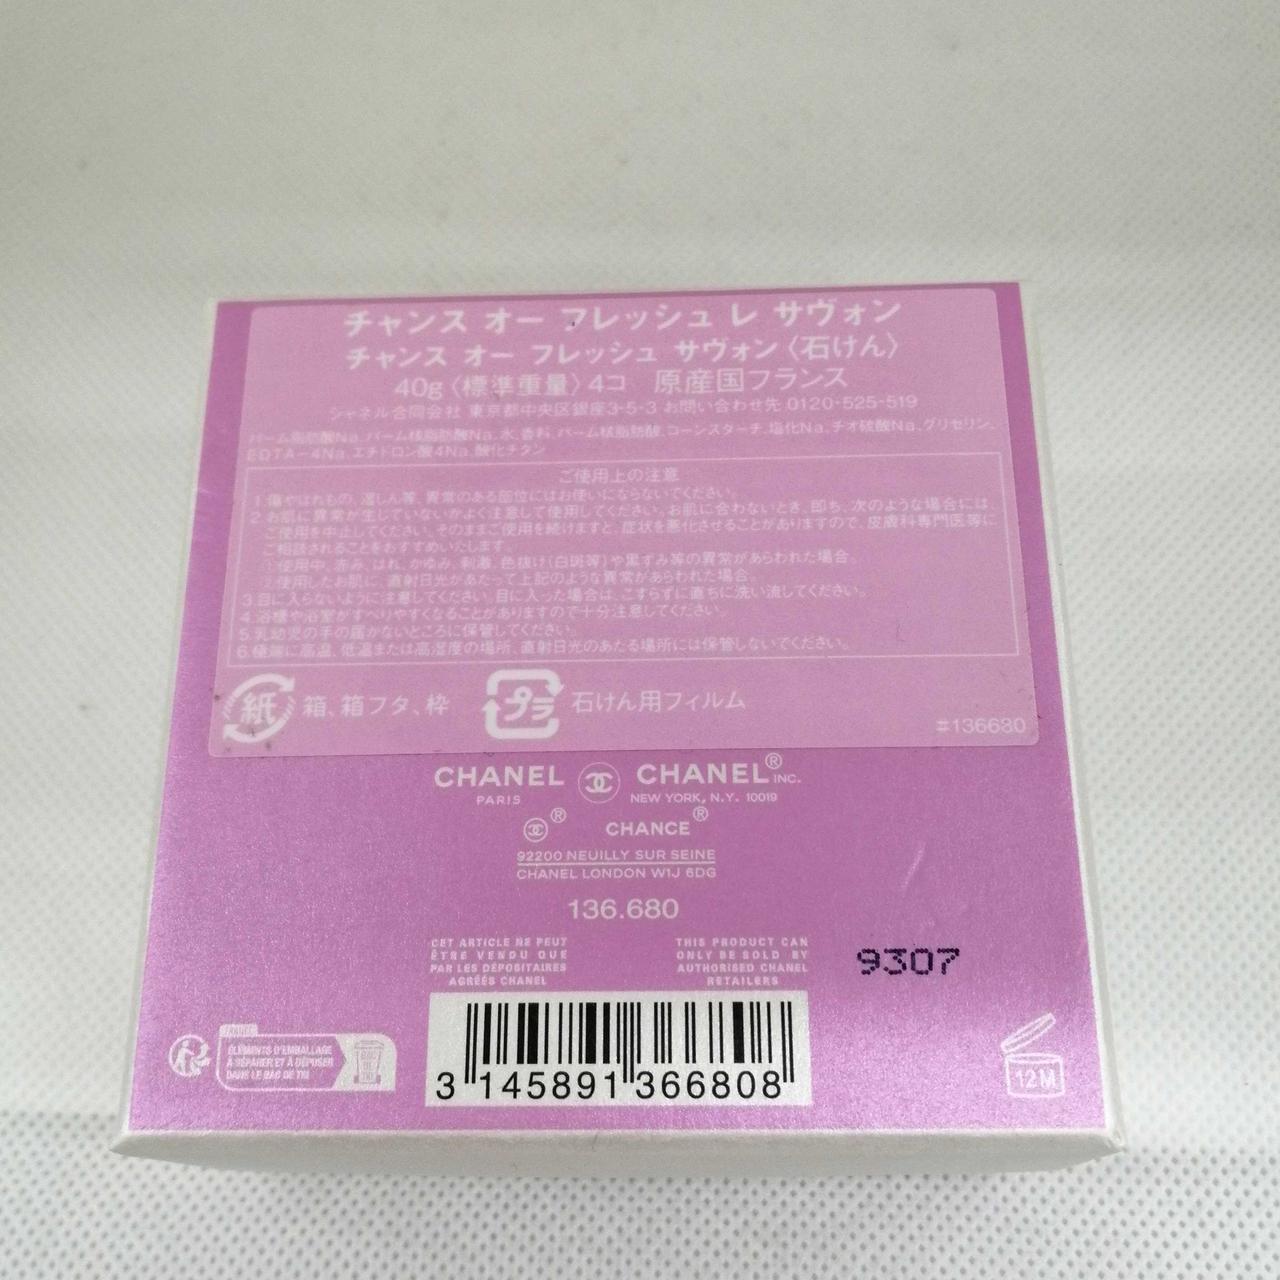 チャンス オー フレッシュ レ サヴォン
チャンス オー フレッシュ サヴォン〈石けん〉
40g〈標準重量〉4コ 原産国フランス
シャネル合同会社 東京都中央区銀座3-5-3 お問い合わせ先 0120-525-519
パーム脂肪酸Na、パーム核脂肪酸Na、水、香料、パーム核脂肪酸、コーンスターチ、塩化Na、チオ硫酸Na、グリセリン、
EDTA-4Na、エチドロン酸4Na、酸化チタン
ご使用上の注意
1.傷やはれもの、湿しん等、異常のある部位にはお使いにならないでください。
2.お肌に異常が生じていないかよく注意して使用してください。お肌に合わないとき、即ち、次のような場合には、
ご使用を中止してください。そのままご使用を続けますと、症状を悪化させることがありますので、皮膚科専門医等に
ご相談されることをおすすめいたします。
①使用中、赤み、はれ、かゆみ、刺激、色抜け(白斑等)や黒ずみ等の異常があらわれた場合。
②使用したお肌に、直射日光があたって上記のような異常があらわれた場合。
3.目に入らないように注意してください。目に入った場合は、こすらずに直ちに洗い流してください。
4.浴槽や浴室がすべりやすくなることがありますので十分注意してください。
5.乳幼児の手の届かないところに保管してください。
6.極端に高温、低温または高湿度の場所、直射日光のあたる場所には保管しないでください。
紙 箱、箱フタ、枠 プラ 石けん用フィルム
#136680
CHANEL CHANEL® INC.
PARIS NEW YORK, N.Y. 10019
® CHANCE®
92200 NEUILLY SUR SEINE
CHANEL LONDON W1J 6DG
136.680
CET ARTICLE NE PEUT
ÊTRE VENDU QUE
PAR LES DÉPOSITAIRES
AGRÉÉS CHANEL
THIS PRODUCT CAN
ONLY BE SOLD BY
AUTHORISED CHANEL
RETAILERS
9307
ÉLÉMENTS D'EMBALLAGE
À SÉPARER ET À DÉPOSER
DANS LE BAC DE TRI
BAC
DE
TRI
3 145891 366808
12M